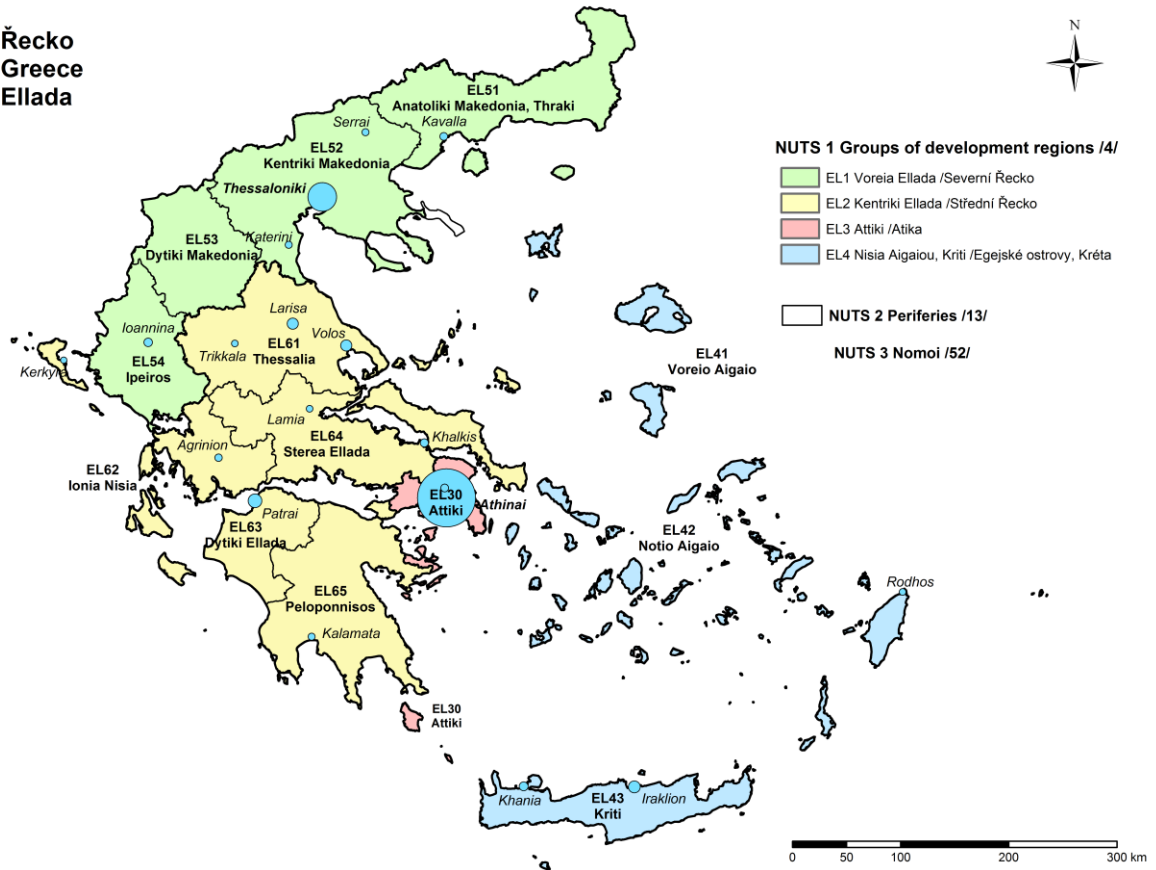 Řecko
Greece
Ellada
N
EL51
Anatoliki Makedonia, Thraki
Serrai
Kavalla
EL52
Kentriki Makedonia
Thessaloniki
EL53
Dytiki Makedonia
Katerini
Ioannina
EL54
Ipeiros
Larisa
Volos
EL61
Thessalia
Trikkala
Kerkyra
Lamia
EL64
Sterea Ellada
Khalkis
Agrinion
EL62
Ionia Nisia
EL30
Attiki
Athinai
Patrai
EL63
Dytiki Ellada
EL65
Peloponnisos
Kalamata
EL30
Attiki
EL41
Voreio Aigaio
EL42
Notio Aigaio
Rodhos
Khania
EL43
Kriti
Iraklion
NUTS 1 Groups of development regions /4/
EL1 Voreia Ellada /Severní Řecko
EL2 Kentriki Ellada /Střední Řecko
EL3 Attiki /Atika
EL4 Nisia Aigaiou, Kriti /Egejské ostrovy, Kréta
NUTS 2 Periferies /13/
NUTS 3 Nomoi /52/
0 50 100 200 300 km